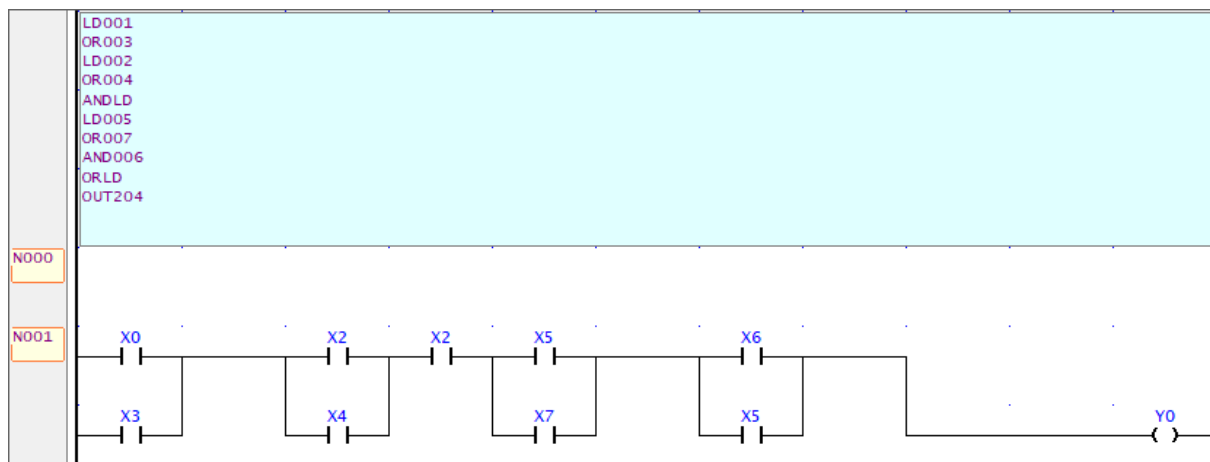 LD001
OR003
LD002
OR004
ANDLD
LD005
OR007
AND006
ORLD
OUT204
N000
N001
X0 X2 X2 X5 X6
X3 X4 X7 X5 Y0